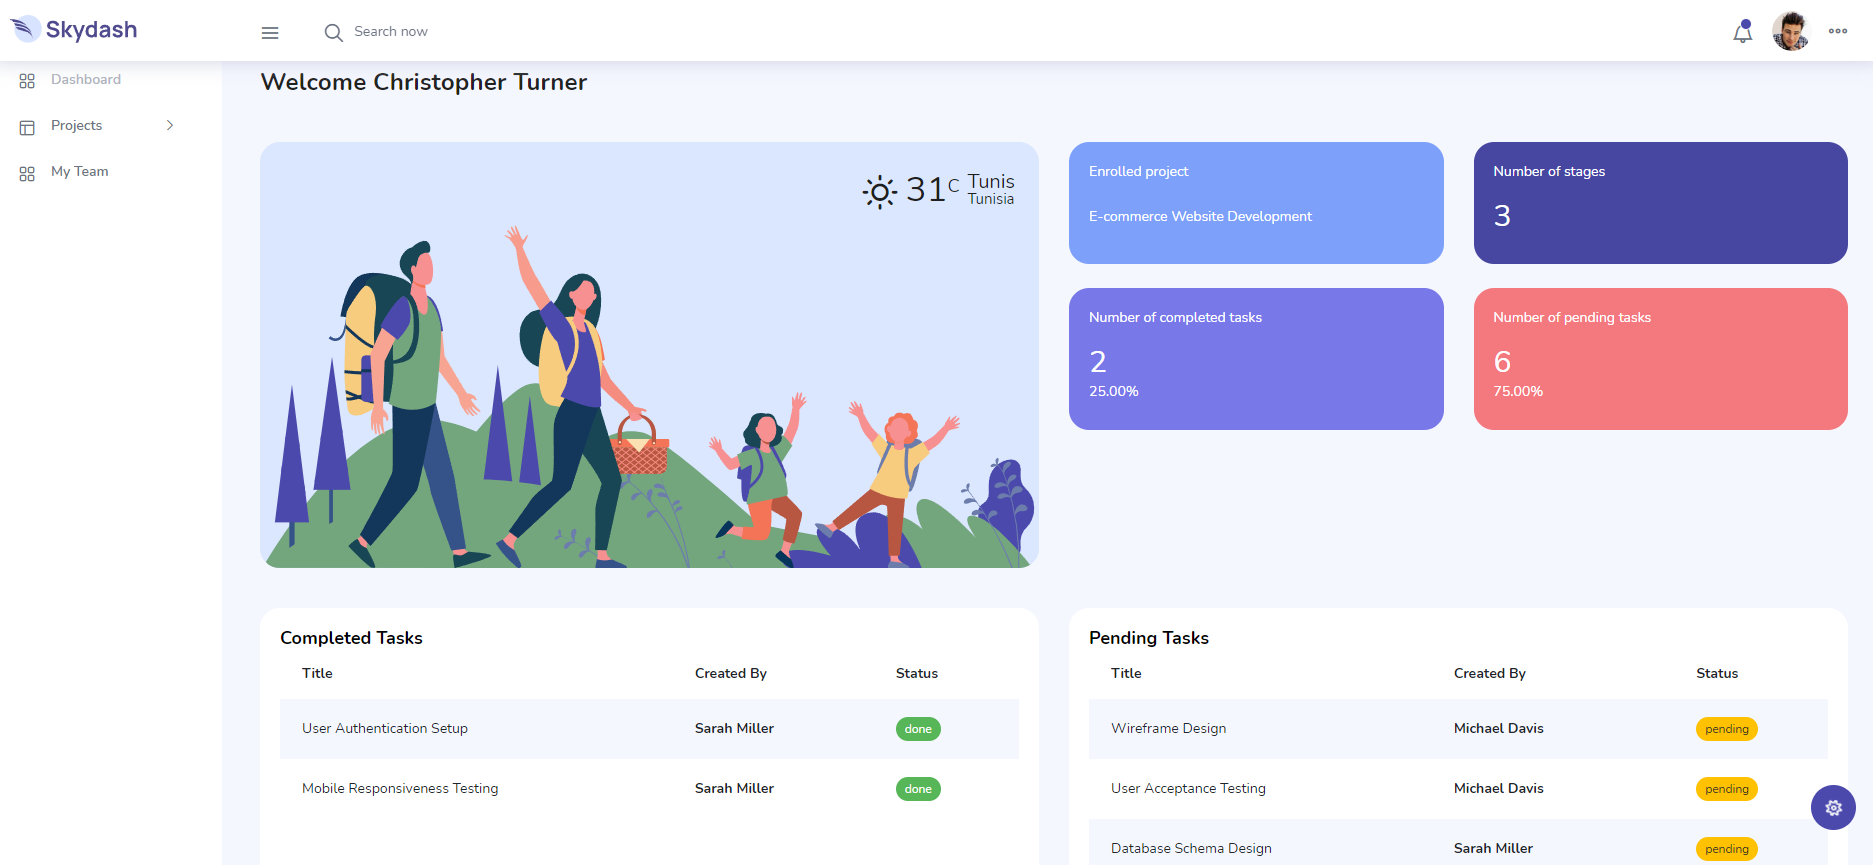 Skydash
Search now
Dashboard
Projects
My Team
Welcome Christopher Turner
31 C Tunis
Tunisia
Enrolled project
E-commerce Website Development
Number of stages
3
Number of completed tasks
2
25.00%
Number of pending tasks
6
75.00%
Completed Tasks
Title Created By Status
User Authentication Setup Sarah Miller done
Mobile Responsiveness Testing Sarah Miller done
Pending Tasks
Title Created By Status
Wireframe Design Michael Davis pending
User Acceptance Testing Michael Davis pending
Database Schema Design Sarah Miller pending